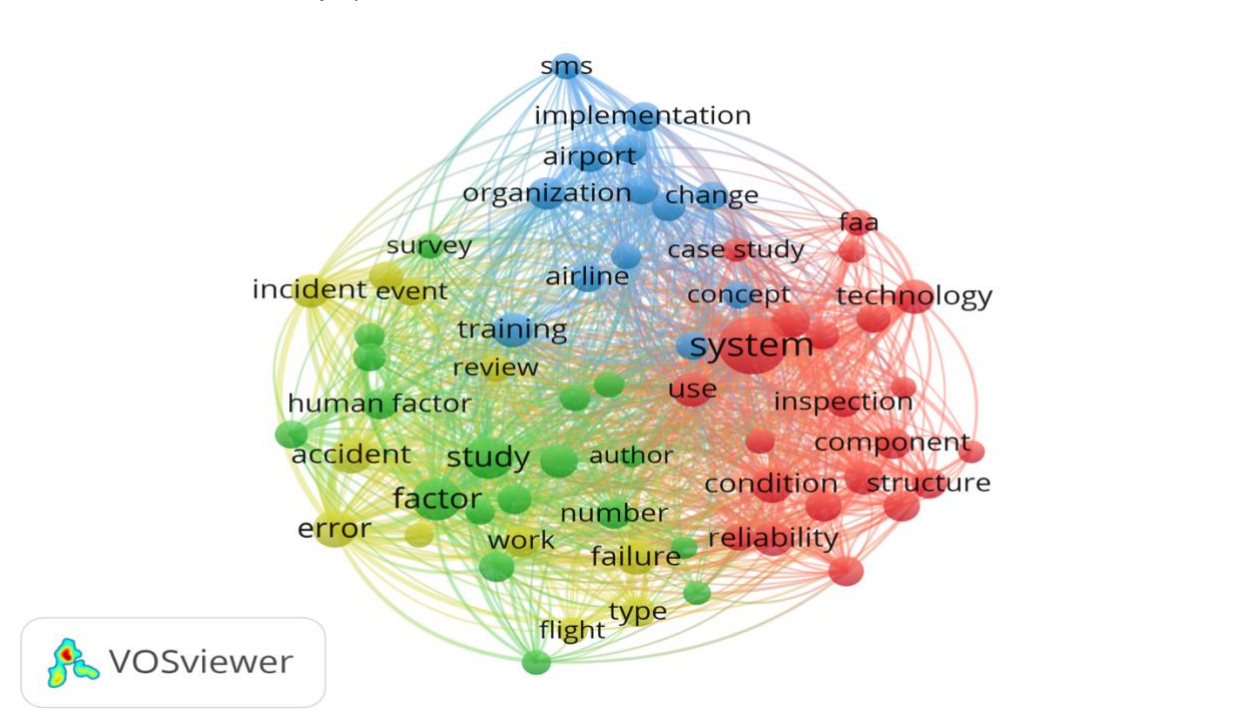 sms
implementation
airport
organization
change
faa
survey
case study
airline
incident
event
concept
technology
training
system
review
use
human factor
inspection
accident
study
author
component
condition
structure
factor
number
error
work
failure
reliability
type
flight
VOSviewer